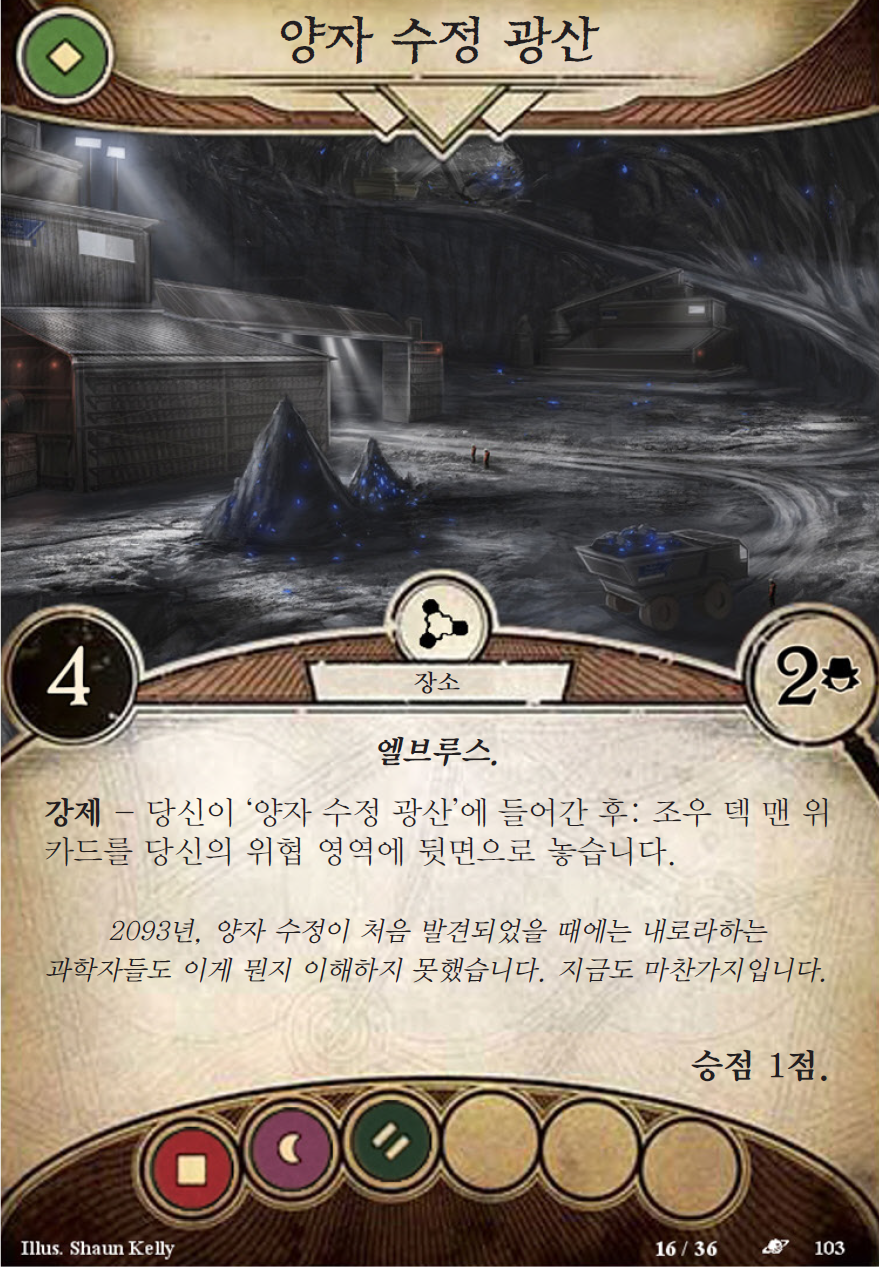 양자 수정 광산
4
장소
2
엘브루스.
강제 – 당신이 ‘양자 수정 광산’에 들어간 후: 조우 덱 맨 위
카드를 당신의 위협 영역에 뒷면으로 놓습니다.
2093년, 양자 수정이 처음 발견되었을 때에는 내로라하는
과학자들도 이게 뭔지 이해하지 못했습니다. 지금도 마찬가지입니다.
승점 1점.
Illus. Shaun Kelly
16 / 36
103